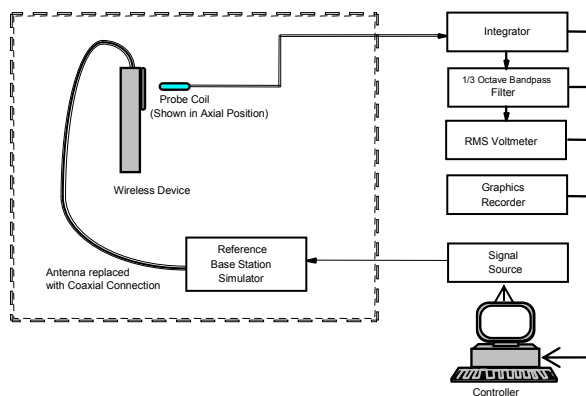 Integrator
1/3 Octave Bandpass
Filter
RMS Voltmeter
Graphics
Recorder
Signal
Source
Controller
Probe Coil
(Shown in Axial Position)
Wireless Device
Reference
Base Station
Simulator
Antenna replaced
with Coaxial Connection